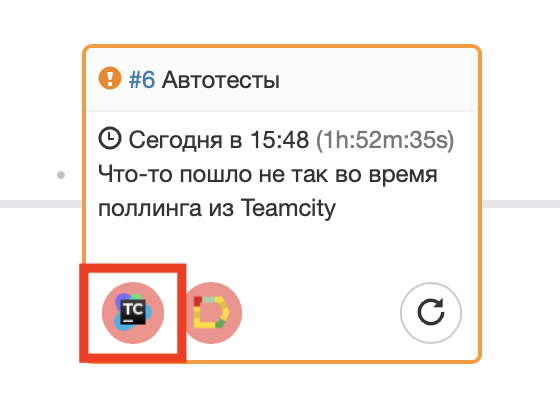 #6 Автотесты
Сегодня в 15:48 (1h:52m:35s)
Что-то пошло не так во время
поллинга из Teamcity
TC